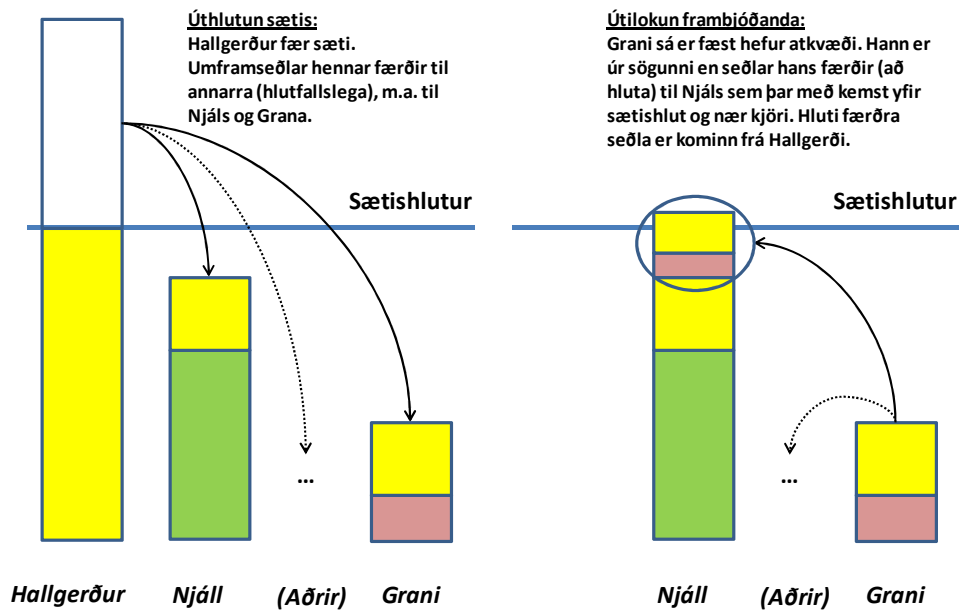 Úthlutun sætis:
Hallgerður fær sæti.
Umframseðlar hennar færðir til
annarra (hlutfallslega), m.a. til
Njáls og Grana.
Sætishlutur
...
Hallgerður
Njáll
(Aðrir)
Grani
Útilokun frambjóðanda:
Grani sá er fæst hefur atkvæði. Hann er
úr sögunni en seðlar hans færðir (að
hluta) til Njáls sem þar með kemst yfir
sætishlut og nær kjöri. Hluti færðra
seðla er kominn frá Hallgerði.
Sætishlutur
...
Njáll
(Aðrir)
Grani